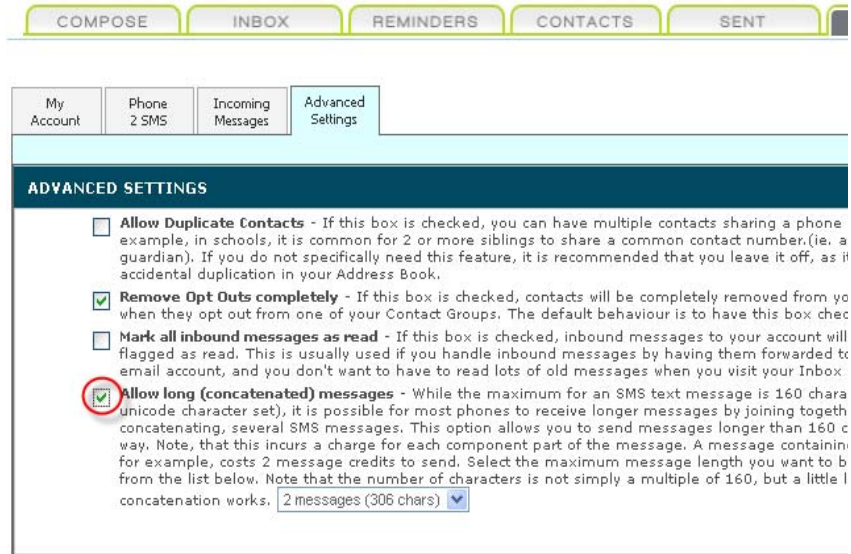 COMPOSE INBOX REMINDERS CONTACTS SENT
My Account Phone 2 SMS Incoming Messages Advanced Settings
ADVANCED SETTINGS
Allow Duplicate Contacts - If this box is checked, you can have multiple contacts sharing a phone
example, in schools, it is common for 2 or more siblings to share a common contact number.(ie. a
guardian). If you do not specifically need this feature, it is recommended that you leave it off, as
accidental duplication in your Address Book.
Remove Opt Outs completely - If this box is checked, contacts will be completely removed from
when they opt out from one of your Contact Groups. The default behaviour is to have this box
Mark all inbound messages as read - If this box is checked, inbound messages to your account will
flagged as read. This is usually used if you handle inbound messages by having them forwarded to
email account, and you don't want to have to read lots of old messages when you visit your Inbox
Allow long (concatenated) messages - While the maximum for an SMS text message is 160
unicode character set), it is possible for most phones to receive longer messages by joining
concatenating, several SMS messages. This option allows you to send messages longer than 160
way. Note, that this incurs a charge for each component part of the message. A message
for example, costs 2 message credits to send. Select the maximum message length you want to
from the list below. Note that the number of characters is not simply a multiple of 160, but a little
concatenation works. 2 messages (306 chars)